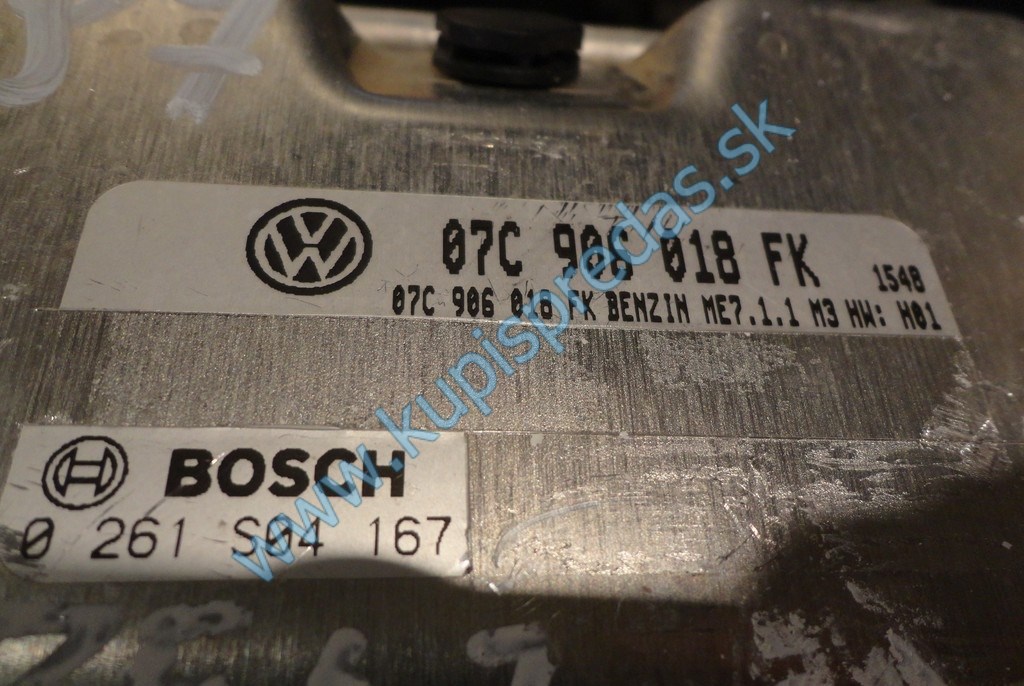 07C 906 018 FK
1548
07C 906 018 FK BENZIN ME7.1.1 M3 HW: H01
BOSCH
0 261 S04 167
www.kupispredas.sk